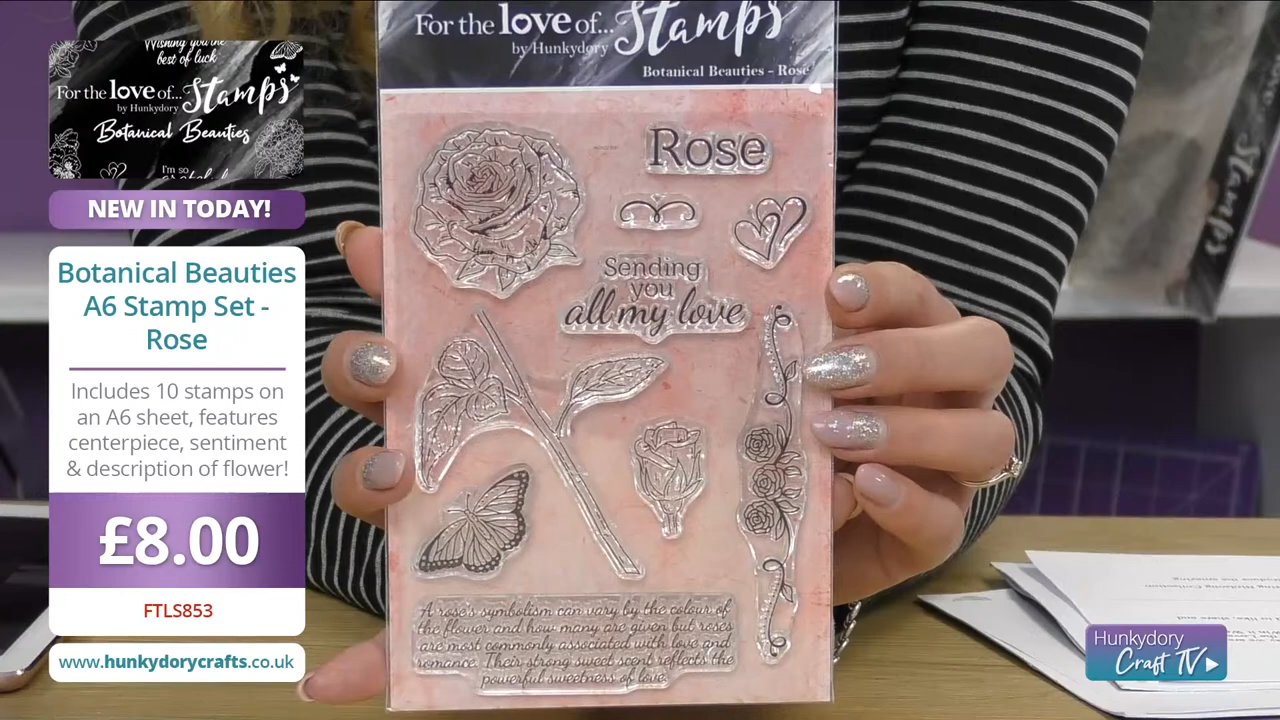 Wishing you the
best of luck
For the love of... Stamps
by Hunkydory
Botanical Beauties
I'm so
grateful
NEW IN TODAY!
Botanical Beauties
A6 Stamp Set -
Rose
Includes 10 stamps on
an A6 sheet, features
centerpiece, sentiment
& description of flower!
£8.00
FTLS853
www.hunkydorycrafts.co.uk
For the love of... Stamps
by Hunkydory
Botanical Beauties - Rose
Rose
Sending
you
all my love
A rose's symbolism can vary by the colour of
the flower and how many are given but roses
are most commonly associated with love and
romance. Their strong sweet scent reflects the
powerful sweetness of love.
Stamps
Hunkydory
Craft TV